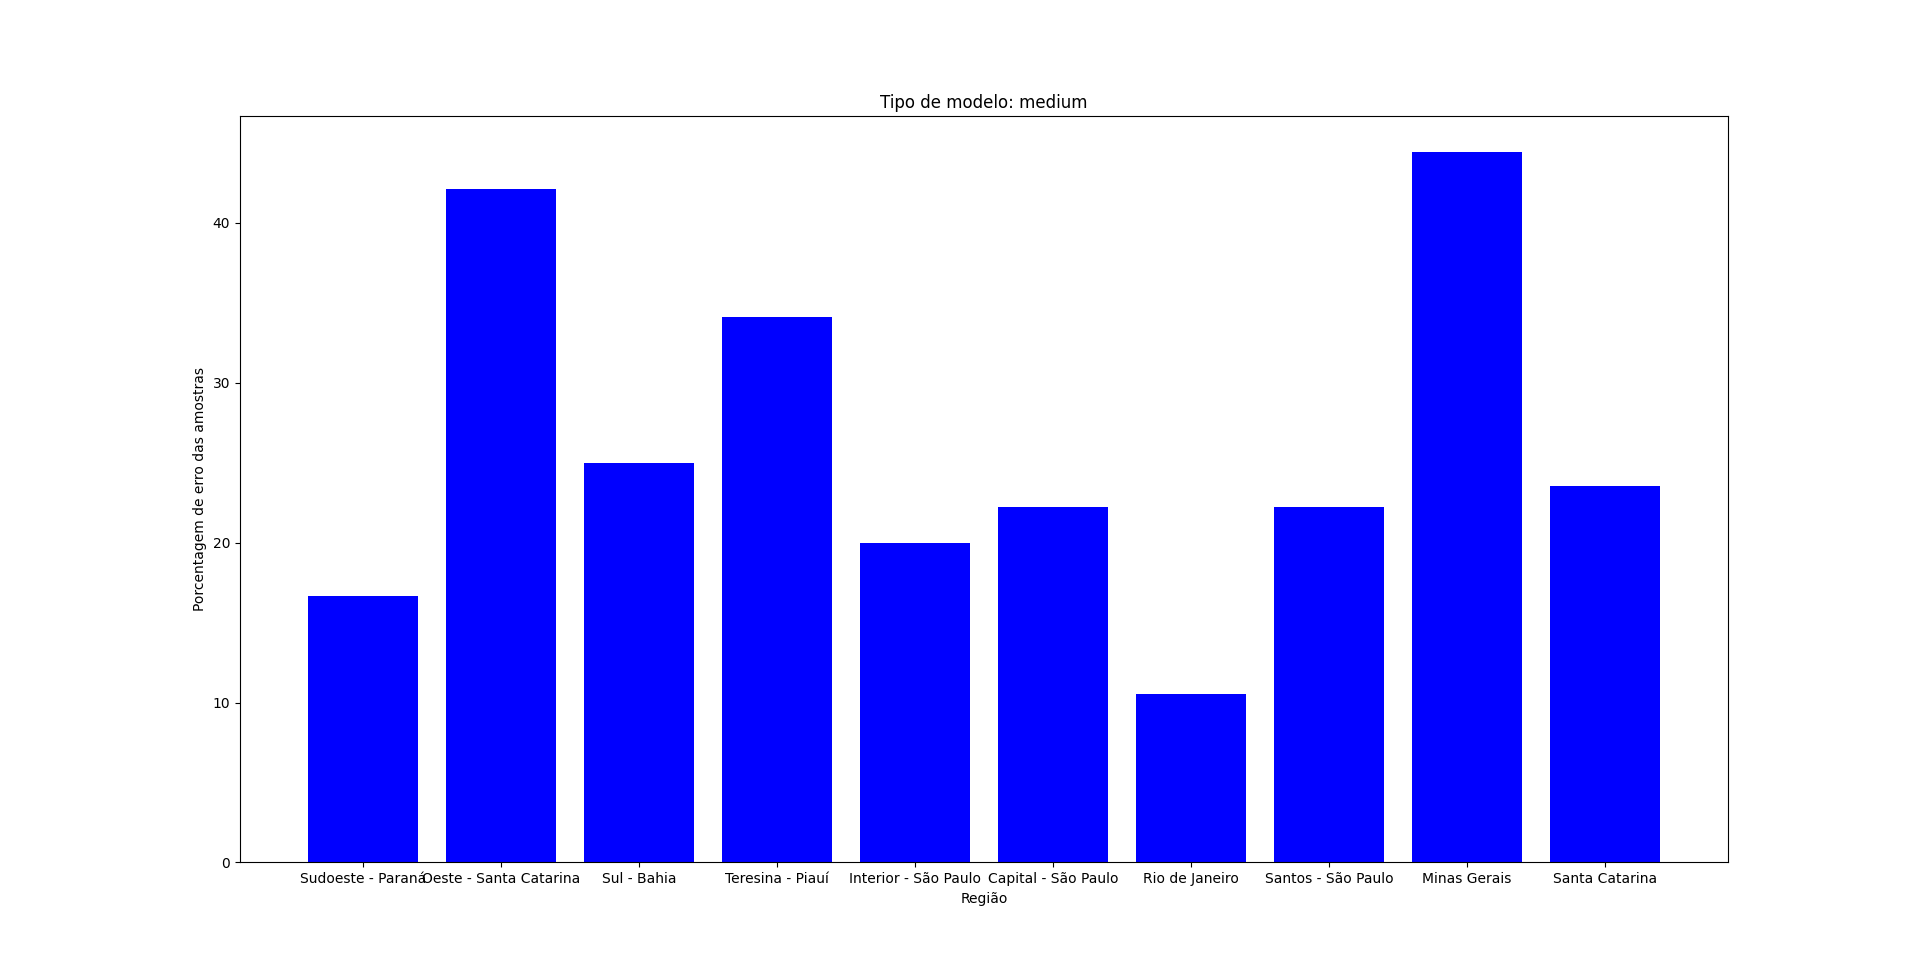 Tipo de modelo: medium
Porcentagem de erro das amostras
40
30
20
10
0
Sudoeste - Paraná Oeste - Santa Catarina Sul - Bahia Teresina - Piauí Interior - São Paulo Capital - São Paulo Rio de Janeiro Santos - São Paulo Minas Gerais Santa Catarina
Região